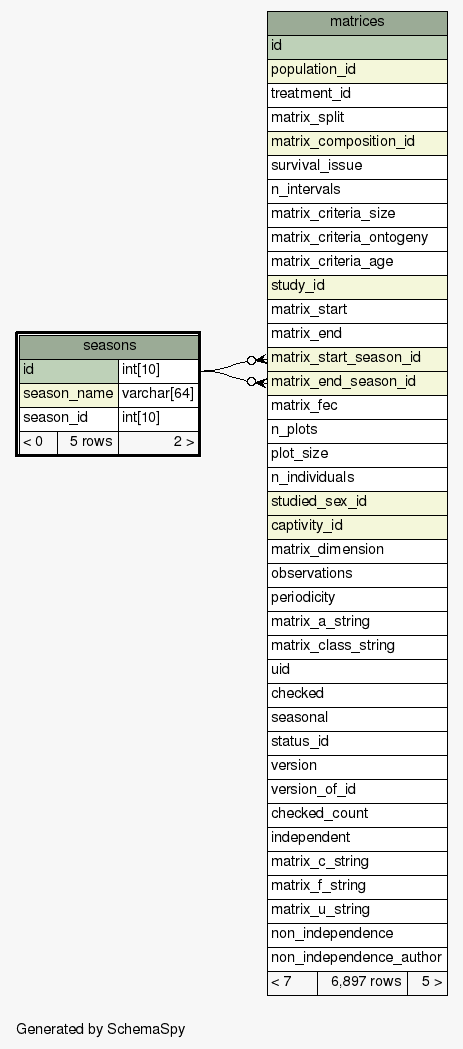 matrices
id
population_id
treatment_id
matrix_split
matrix_composition_id
survival_issue
n_intervals
matrix_criteria_size
matrix_criteria_ontogeny
matrix_criteria_age
study_id
matrix_start
matrix_end
matrix_start_season_id
matrix_end_season_id
matrix_fec
n_plots
plot_size
n_individuals
studied_sex_id
captivity_id
matrix_dimension
observations
periodicity
matrix_a_string
matrix_class_string
uid
checked
seasonal
status_id
version
version_of_id
checked_count
independent
matrix_c_string
matrix_f_string
matrix_u_string
non_independence
non_independence_author
< 7 6,897 rows 5 >
seasons
id int[10]
season_name varchar[64]
season_id int[10]
< 0 5 rows 2 >
Generated by SchemaSpy